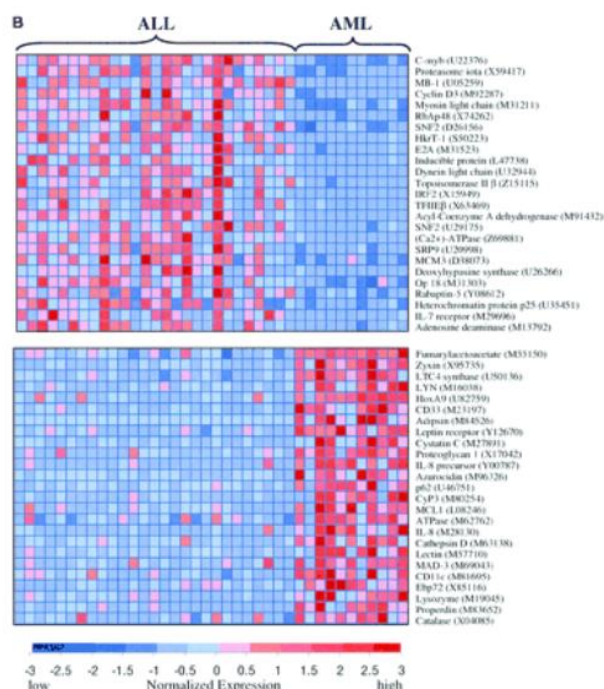 B
ALL AML
C-myb (U22376)
Proteasome iota (X59417)
MB-1 (U05259)
Cyclin D3 (M92287)
Myosin light chain (M31211)
RbAp48 (X74262)
SNF2 (D26156)
HkrT-1 (S50223)
E2A (M31523)
Inducible protein (L47738)
Dynein light chain (U32944)
Topoisomerase II β (Z15115)
IRF2 (X15949)
TFIIEβ (X63469)
Acyl-Coenzyme A dehydrogenase (M91432)
SNF2 (U29175)
(Ca2+)-ATPase (Z69881)
SRP9 (U20998)
MCM3 (D38073)
Deoxyhypusine synthase (U26266)
Op 18 (M31303)
Rabaptin-5 (Y08612)
Heterochromatin protein p25 (U35451)
IL-7 receptor (M29696)
Adenosine deaminase (M13792)
Fumarylacetoacetate (M55150)
Zyxin (X95735)
LTC4 synthase (U50136)
LYN (M16038)
HoxA9 (U82759)
CD33 (M23197)
Adipsin (M84526)
Leptin receptor (Y12670)
Cystatin C (M27891)
Proteoglycan 1 (X17042)
IL-8 precursor (Y00787)
Azurocidin (M96326)
p62 (U46751)
CyP3 (M80254)
MCL1 (L08246)
ATPase (M62762)
IL-8 (M28130)
Cathepsin D (M63138)
Lectin (M57710)
MAD-3 (M69043)
CD11c (M81695)
Ebp72 (X85116)
Lysozyme (M19045)
Properdin (M83652)
Catalase (X04085)
-3 -2.5 -2 -1.5 -1 -0.5 0 0.5 1 1.5 2 2.5 3
low Normalized Expression high